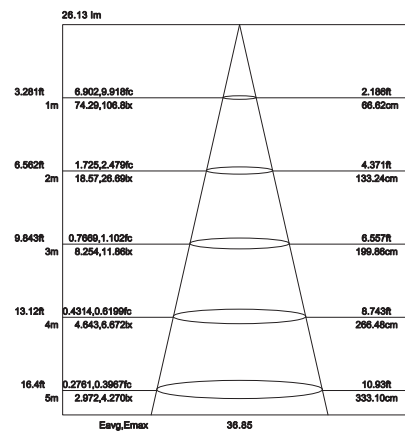 26.13 lm
3.281ft 6.902,9.918fc 2.186ft
1m 74.29,106.8lx 66.62cm
6.562ft 1.725,2.479fc 4.371ft
2m 18.57,26.69lx 133.24cm
9.843ft 0.7669,1.102fc 6.557ft
3m 8.254,11.86lx 199.86cm
13.12ft 0.4314,0.6199fc 8.743ft
4m 4.643,6.672lx 266.48cm
16.4ft 0.2761,0.3967fc 10.93ft
5m 2.972,4.270lx 333.10cm
Eavg,Emax 36.85